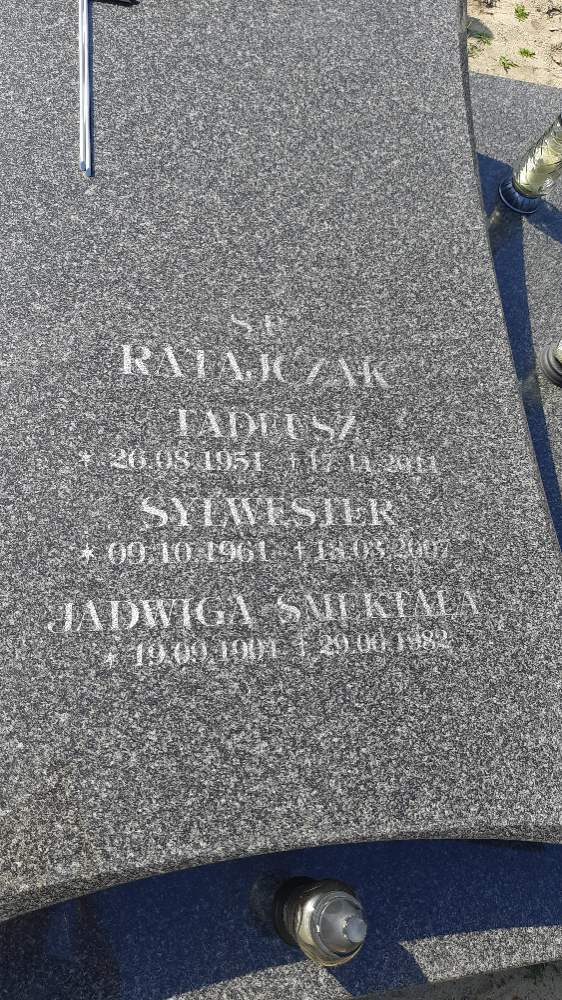 Ś.P.
RATAJCZAK
TADEUSZ
* 26.08.1951 †17.11.2011
SYLWESTER
* 09.10.1961 †18.03.2007
JADWIGA SMEKTAŁA
* 19.09.1901 † 29.06.1982